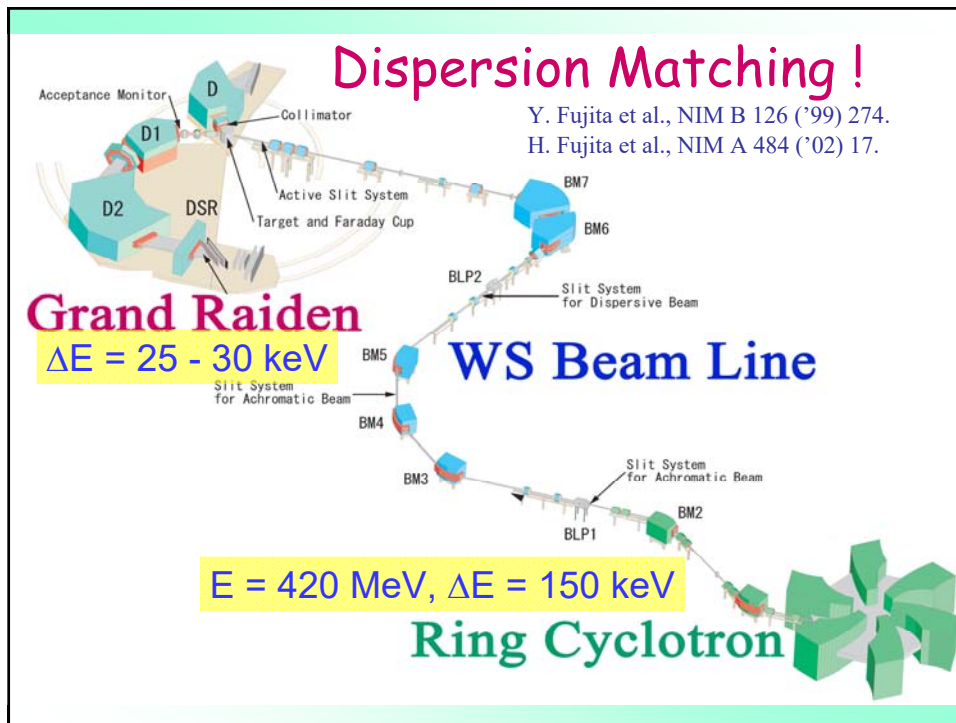 Dispersion Matching !
Y. Fujita et al., NIM B 126 ('99) 274.
H. Fujita et al., NIM A 484 ('02) 17.
Acceptance Monitor
D
Collimator
D1
Active Slit System
D2
DSR
Target and Faraday Cup
BM7
BM6
BLP2
Slit System
for Dispersive Beam
Grand Raiden
ΔE = 25 - 30 keV
BM5
WS Beam Line
Slit System
for Achromatic Beam
BM4
BM3
Slit System
for Achromatic Beam
BM2
BLP1
E = 420 MeV, ΔE = 150 keV
Ring Cyclotron